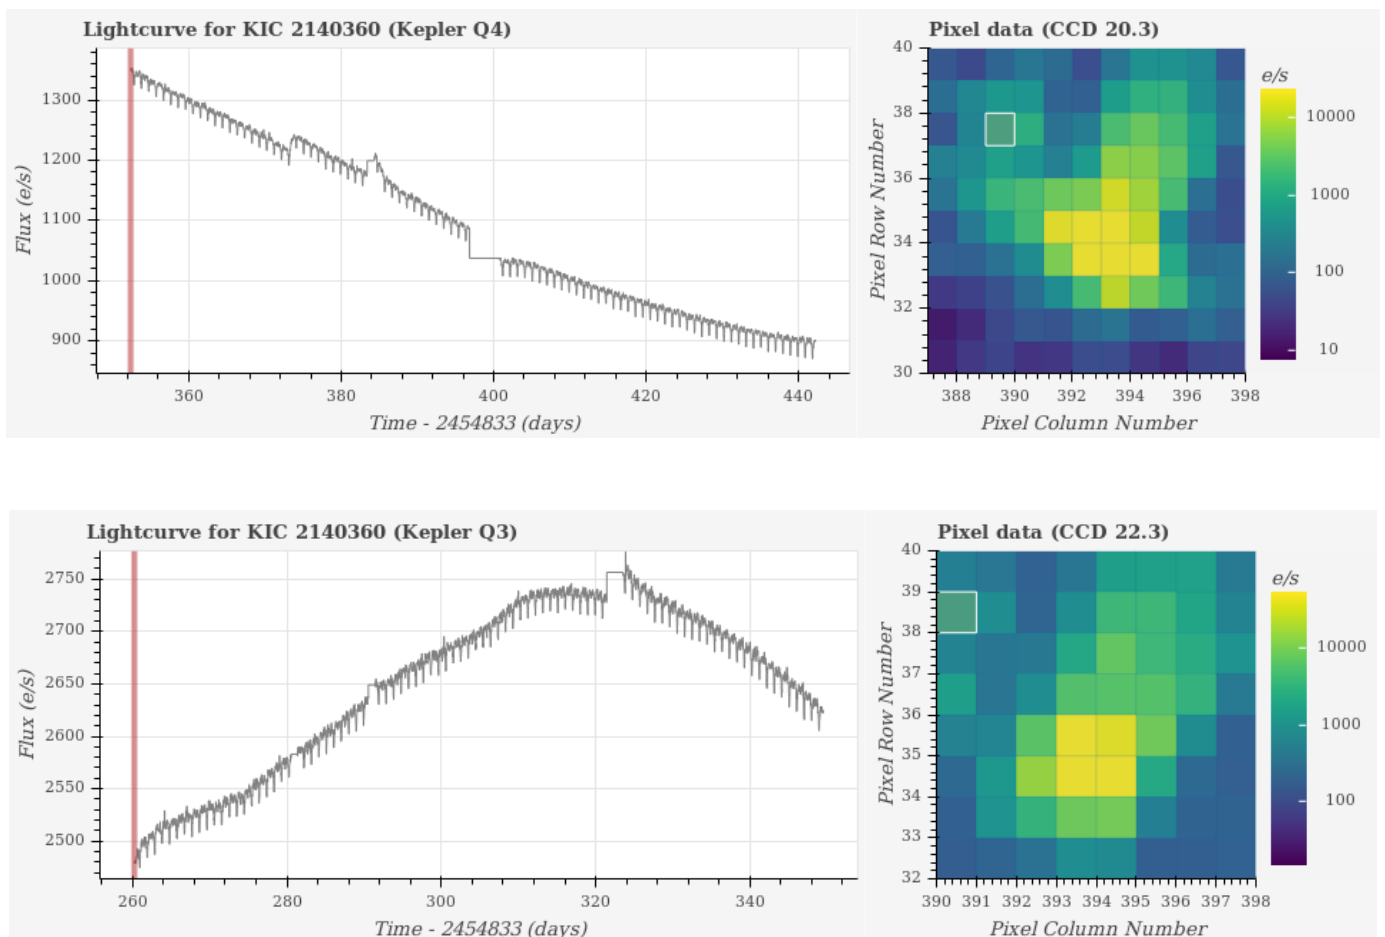 Lightcurve for KIC 2140360 (Kepler Q4)
Flux (e/s)
1300
1200
1100
1000
900
360 380 400 420 440
Time - 2454833 (days)
Pixel data (CCD 20.3)
Pixel Row Number
40
38
36
34
32
30
388 390 392 394 396 398
Pixel Column Number
e/s
10000
1000
100
10
Lightcurve for KIC 2140360 (Kepler Q3)
Flux (e/s)
2750
2700
2650
2600
2550
2500
260 280 300 320 340
Time - 2454833 (days)
Pixel data (CCD 22.3)
Pixel Row Number
40
39
38
37
36
35
34
33
32
390 391 392 393 394 395 396 397 398
Pixel Column Number
e/s
10000
1000
100